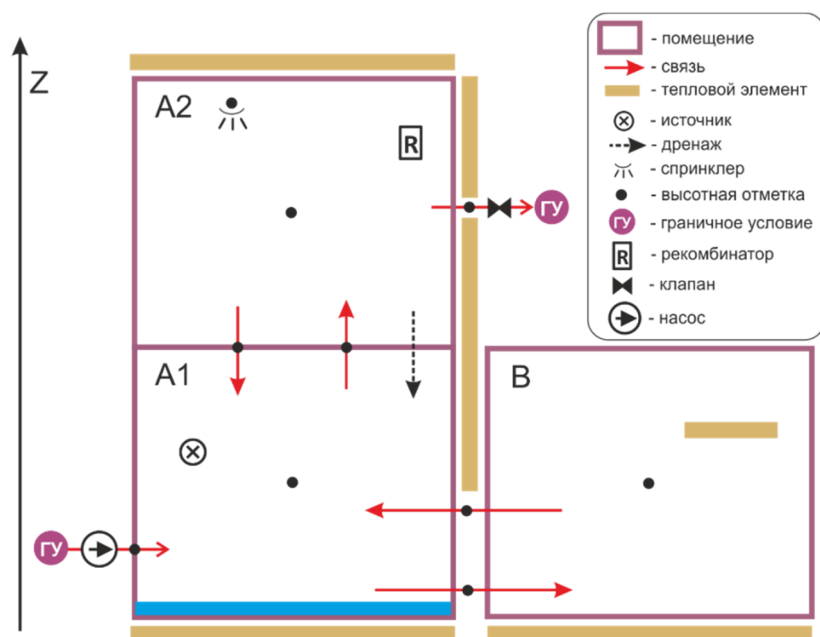 Z
A2
R
ГУ
A1
B
ГУ
- помещение
- связь
- тепловой элемент
- источник
- дренаж
- спринклер
- высотная отметка
ГУ - граничное условие
R - рекомбинатор
- клапан
- насос